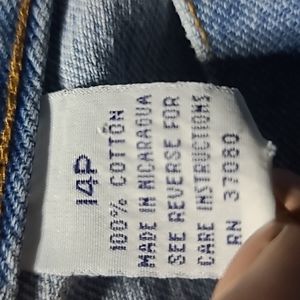 14P
100% COTTON
MADE IN NICARAGUA
SEE REVERSE FOR
CARE INSTRUCTIONS
RN 37080